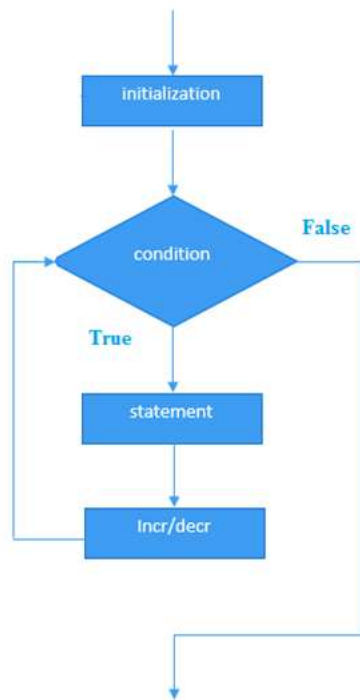 initialization
condition
False
True
statement
Incr/decr